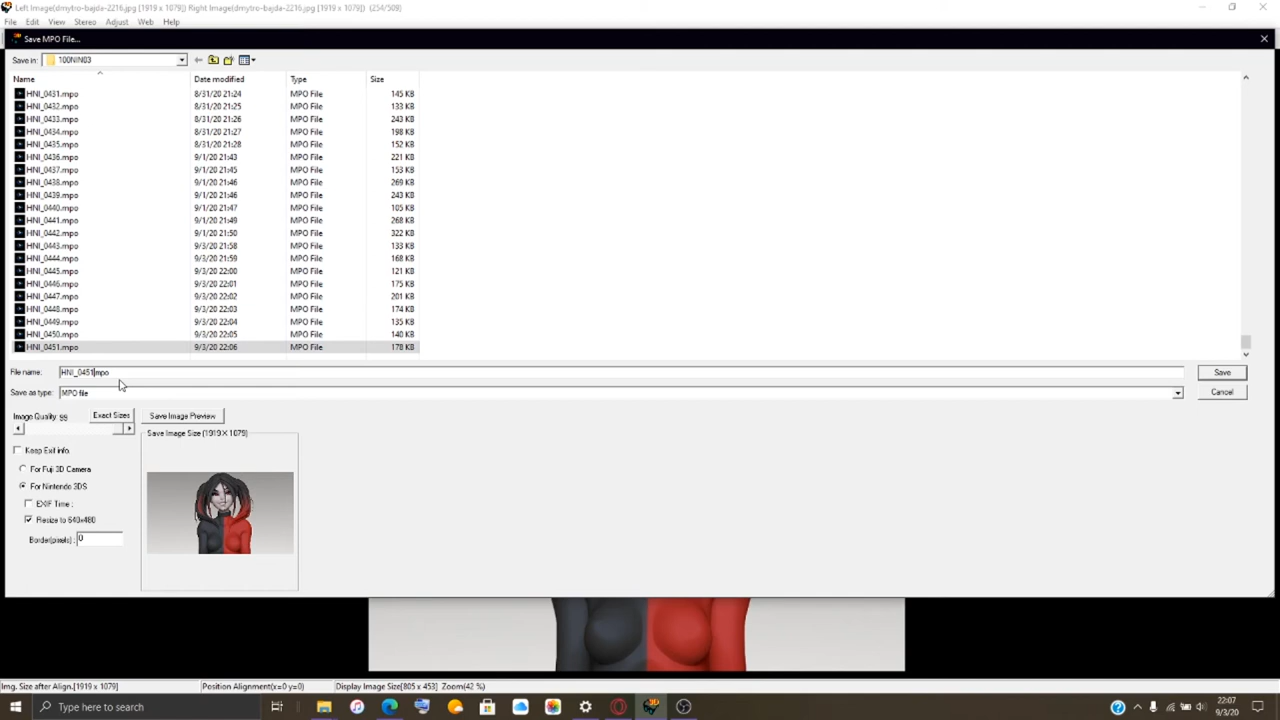 Left Image(dmytro-bajda-2216.jpg [1919 x 1079]) Right Image(dmytro-bajda-2216.jpg [1919 x 1079]) (254/509)
File Edit View Stereo Adjust Web Help
Save MPO File...
Save in: 100NIN03
Name Date modified Type Size
HNI_0431.mpo 8/31/20 21:24 MPO File 145 KB
HNI_0432.mpo 8/31/20 21:25 MPO File 133 KB
HNI_0433.mpo 8/31/20 21:26 MPO File 243 KB
HNI_0434.mpo 8/31/20 21:27 MPO File 198 KB
HNI_0435.mpo 8/31/20 21:28 MPO File 152 KB
HNI_0436.mpo 9/1/20 21:43 MPO File 221 KB
HNI_0437.mpo 9/1/20 21:45 MPO File 153 KB
HNI_0438.mpo 9/1/20 21:46 MPO File 269 KB
HNI_0439.mpo 9/1/20 21:46 MPO File 243 KB
HNI_0440.mpo 9/1/20 21:47 MPO File 105 KB
HNI_0441.mpo 9/1/20 21:49 MPO File 268 KB
HNI_0442.mpo 9/1/20 21:50 MPO File 322 KB
HNI_0443.mpo 9/3/20 21:58 MPO File 133 KB
HNI_0444.mpo 9/3/20 21:59 MPO File 168 KB
HNI_0445.mpo 9/3/20 22:00 MPO File 121 KB
HNI_0446.mpo 9/3/20 22:01 MPO File 175 KB
HNI_0447.mpo 9/3/20 22:02 MPO File 201 KB
HNI_0448.mpo 9/3/20 22:03 MPO File 174 KB
HNI_0449.mpo 9/3/20 22:04 MPO File 135 KB
HNI_0450.mpo 9/3/20 22:05 MPO File 140 KB
HNI_0451.mpo 9/3/20 22:06 MPO File 178 KB
File name: HNI_0451.mpo Save
Save as type: MPO file Cancel
Image Quality: 99 Exact Sizes Save Image Preview
Save Image Size (1919×1079)
Keep Exif info.
For Fuji 3D Camera
For Nintendo 3DS
EXIF Time :
Resize to 640x480
Border(pixels) : 0
Img. Size after Align.[1919 x 1079] Position Alignment(x=0 y=0) Display Image Size[805 x 453] Zoom(42 %)
Type here to search
22:07
9/3/20